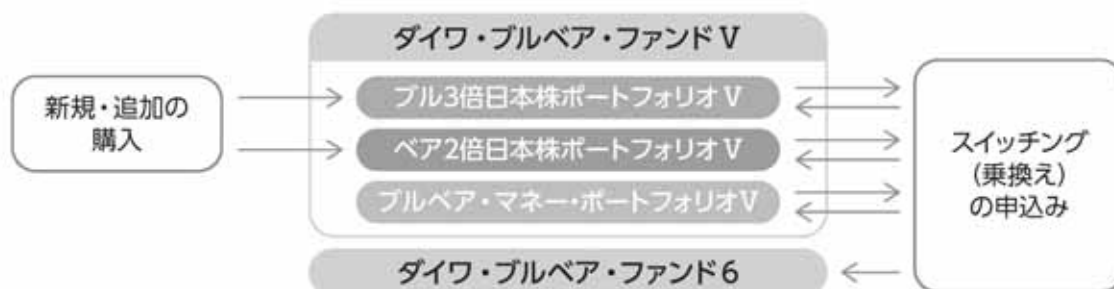 ダイワ・ブルベア・ファンドⅤ
新規・追加の
購入
ブル3倍日本株ポートフォリオⅤ
ベア2倍日本株ポートフォリオⅤ
ブルベア・マネー・ポートフォリオⅤ
スイッチング
(乗換え)
の申込み
ダイワ・ブルベア・ファンド6